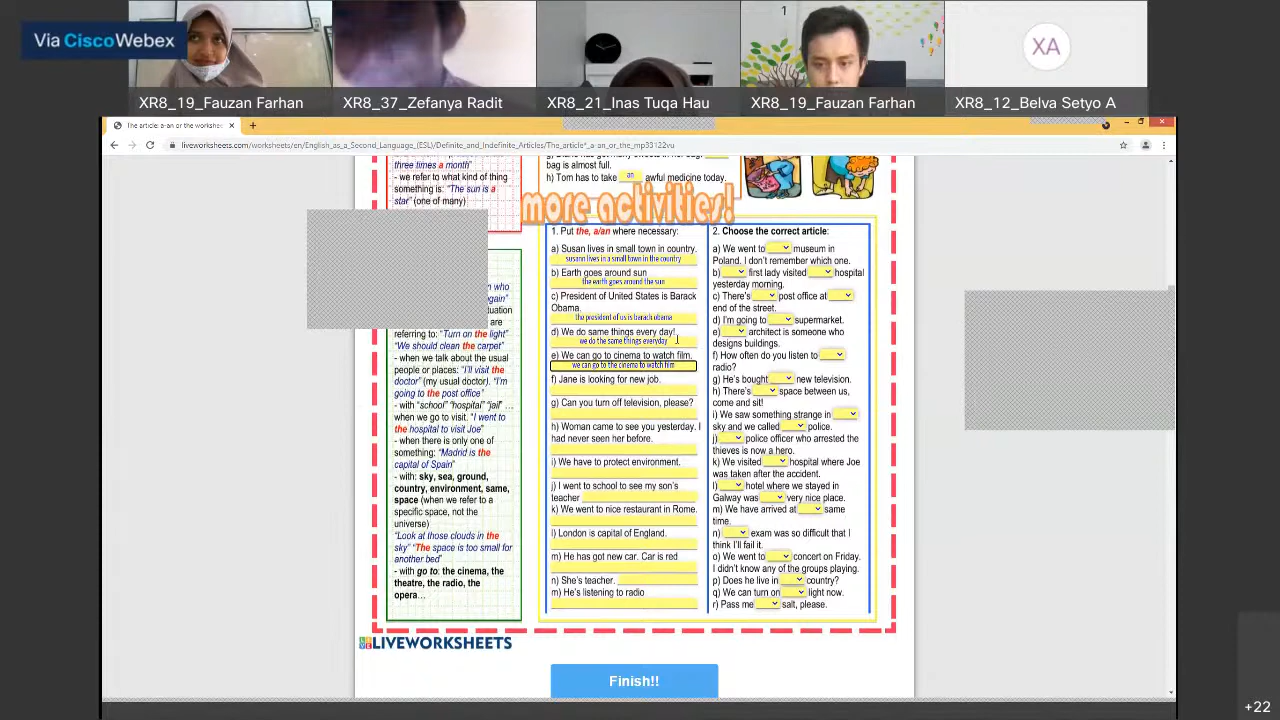 Via CiscoWebex
1
XA
XR8_19_Fauzan Farhan
XR8_37_Zefanya Radit
XR8_21_Inas Tuqa Hau
XR8_19_Fauzan Farhan
XR8_12_Belva Setyo A
The article: a-an or the workshee
liveworksheets.com/worksheets/en/English_as_a_Second_Language_(ESL)/Definite_and_Indefinite_Articles/The_article*_a-an_or_the_mp33122vu
three times a month"
- we refer to what kind of thing
something is: "The sun is a
star" (one of many)
who
again"
are
referring to: "Turn on the light"
"We should clean the carpet"
- when we talk about the usual
people or places: "I'll visit the
doctor" (my usual doctor). "I'm
going to the post office"
- with "school" "hospital" "jail" …
when we go to visit. "I went to
the hospital to visit Joe"
- when there is only one of
something: "Madrid is the
capital of Spain"
- with: sky, sea, ground,
country, environment, same,
space (when we refer to a
specific space, not the
universe)
"Look at those clouds in the
sky" "The space is too small for
another bed"
- with go to: the cinema, the
theatre, the radio, the
opera…
bag is almost full.
h) Tom has to take an awful medicine today.
more activities!
1. Put the, a/an where necessary:
a) Susan lives in small town in country.
susann lives in a small town in the country
b) Earth goes around sun
the earth goes around the sun
c) President of United States is Barack
Obama.
the president of us is barack obama
d) We do same things every day!
we do the same things everyday
e) We can go to cinema to watch film.
we can go to the cinema to watch film
f) Jane is looking for new job.
g) Can you turn off television, please?
h) Woman came to see you yesterday. I
had never seen her before.
i) We have to protect environment.
j) I went to school to see my son's
teacher
k) We went to nice restaurant in Rome.
l) London is capital of England.
m) He has got new car. Car is red
n) She's teacher.
m) He's listening to radio
2. Choose the correct article:
a) We went to museum in
Poland. I don't remember which one.
b) first lady visited hospital
yesterday morning.
c) There's post office at
end of the street.
d) I'm going to supermarket.
e) architect is someone who
designs buildings.
f) How often do you listen to
radio?
g) He's bought new television.
h) There's space between us,
come and sit!
i) We saw something strange in
sky and we called police.
j) police officer who arrested the
thieves is now a hero.
k) We visited hospital where Joe
was taken after the accident.
l) hotel where we stayed in
Galway was very nice place.
m) We have arrived at same
time.
n) exam was so difficult that I
think I'll fail it.
o) We went to concert on Friday.
I didn't know any of the groups playing.
p) Does he live in country?
q) We can turn on light now.
r) Pass me salt, please.
LIVEWORKSHEETS
Finish!!
+22